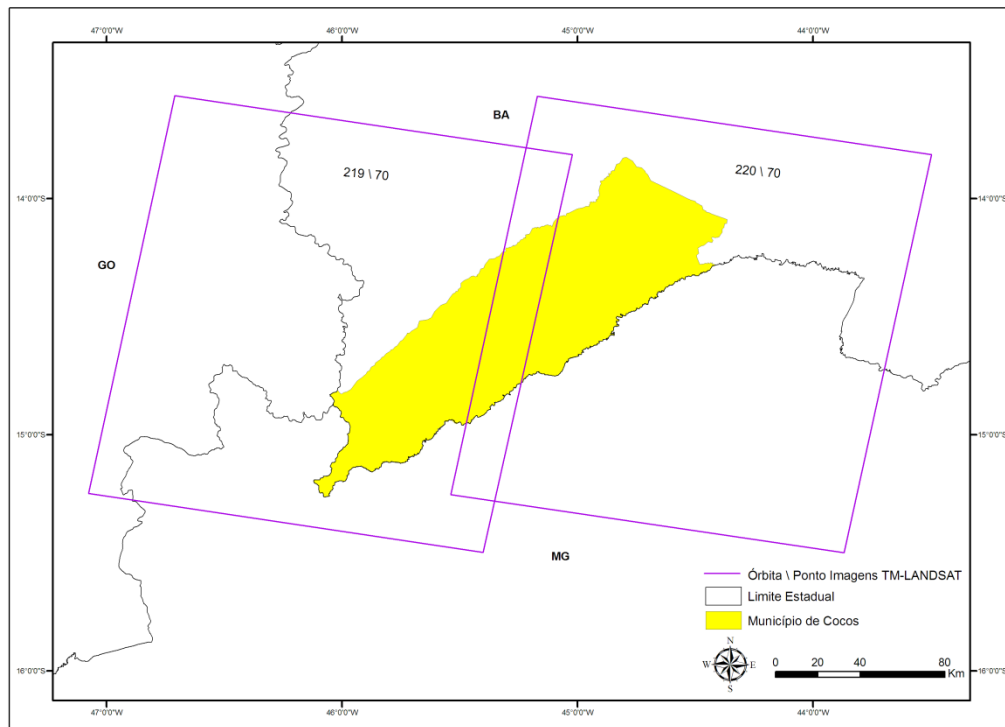 47°0'0"W 46°0'0"W 45°0'0"W 44°0'0"W
BA
219 \ 70
220 \ 70
14°0'0"S 14°0'0"S
GO
15°0'0"S 15°0'0"S
MG
Órbita \ Ponto Imagens TM-LANDSAT
Limite Estadual
Município de Cocos
N
W E
S
0 20 40 60 80
Km
16°0'0"S 16°0'0"S
47°0'0"W 46°0'0"W 45°0'0"W 44°0'0"W